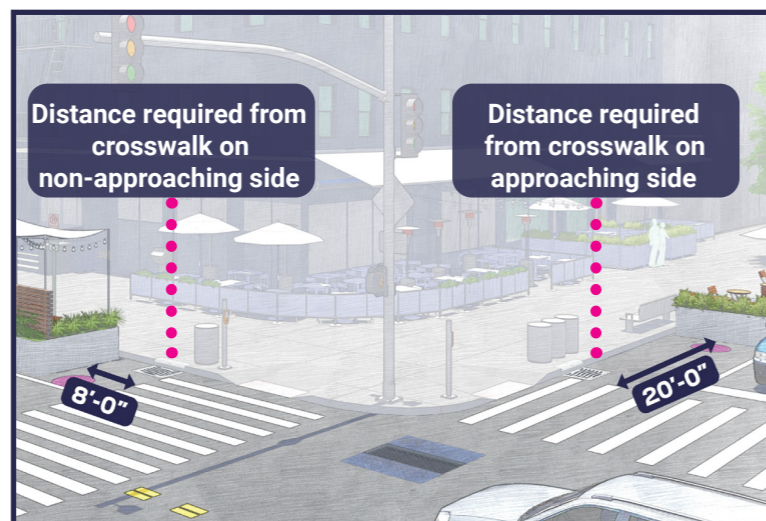 Distance required from
crosswalk on
non-approaching side
Distance required
from crosswalk on
approaching side
8'-0"
20'-0"